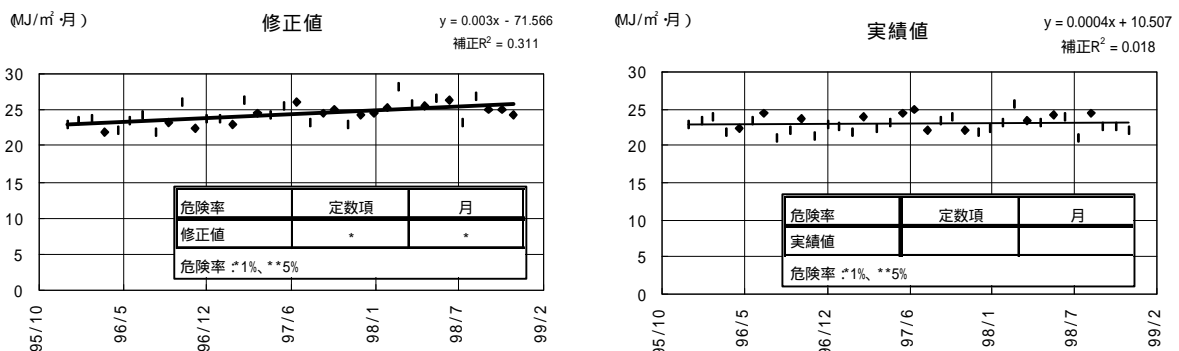 (MJ/㎡・月)
修正値
y = 0.003x - 71.566
補正R² = 0.311
30
25
20
15
10
5
0
95/10
96/5
96/12
97/6
98/1
98/7
99/2
危険率 定数項 月
修正値 * *
危険率:*1%、**5%
(MJ/㎡・月)
実績値
y = 0.0004x + 10.507
補正R² = 0.018
30
25
20
15
10
5
0
95/10
96/5
96/12
97/6
98/1
98/7
99/2
危険率 定数項 月
実績値
危険率:*1%、**5%